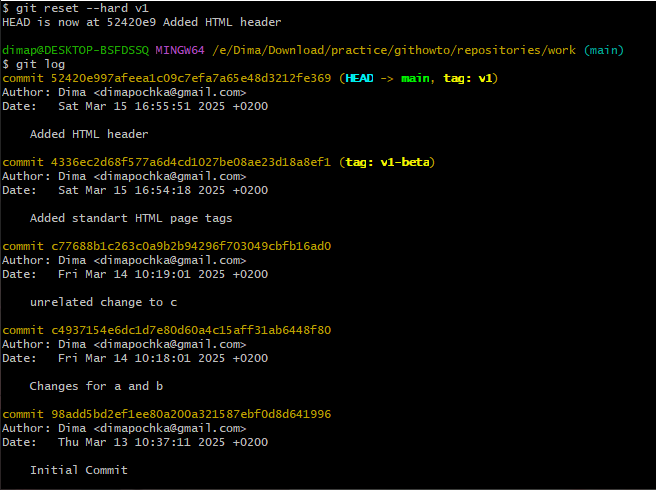 $ git reset --hard v1
HEAD is now at 52420e9 Added HTML header
dimap@DESKTOP-BSFDSSQ MINGW64 /e/Dima/Download/practice/githowto/repositories/work (main)
$ git log
commit 52420e997afeea1c09c7efa7a65e48d3212fe369 (HEAD -> main, tag: v1)
Author: Dima <dimapochka@gmail.com>
Date:   Sat Mar 15 16:55:51 2025 +0200
Added HTML header
commit 4336ec2d68f577a6d4cd1027be08ae23d18a8ef1 (tag: v1-beta)
Author: Dima <dimapochka@gmail.com>
Date:   Sat Mar 15 16:54:18 2025 +0200
Added standart HTML page tags
commit c77688b1c263c0a9b2b94296f703049cbfb16ad0
Author: Dima <dimapochka@gmail.com>
Date:   Fri Mar 14 10:19:01 2025 +0200
unrelated change to c
commit c4937154e6dc1d7e80d60a4c15aff31ab6448f80
Author: Dima <dimapochka@gmail.com>
Date:   Fri Mar 14 10:18:01 2025 +0200
Changes for a and b
commit 98add5bd2ef1ee80a200a321587ebf0d8d641996
Author: Dima <dimapochka@gmail.com>
Date:   Thu Mar 13 10:37:11 2025 +0200
Initial Commit